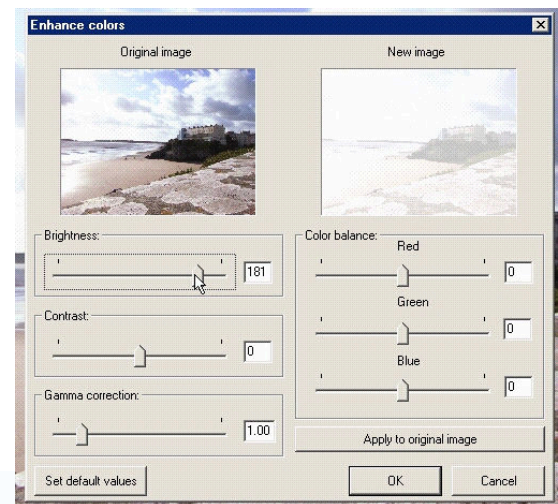 Enhance colors
Original image
New image
Brightness:
181
Contrast:
0
Gamma correction:
1.00
Color balance:
Red
0
Green
0
Blue
0
Apply to original image
Set default values
OK
Cancel